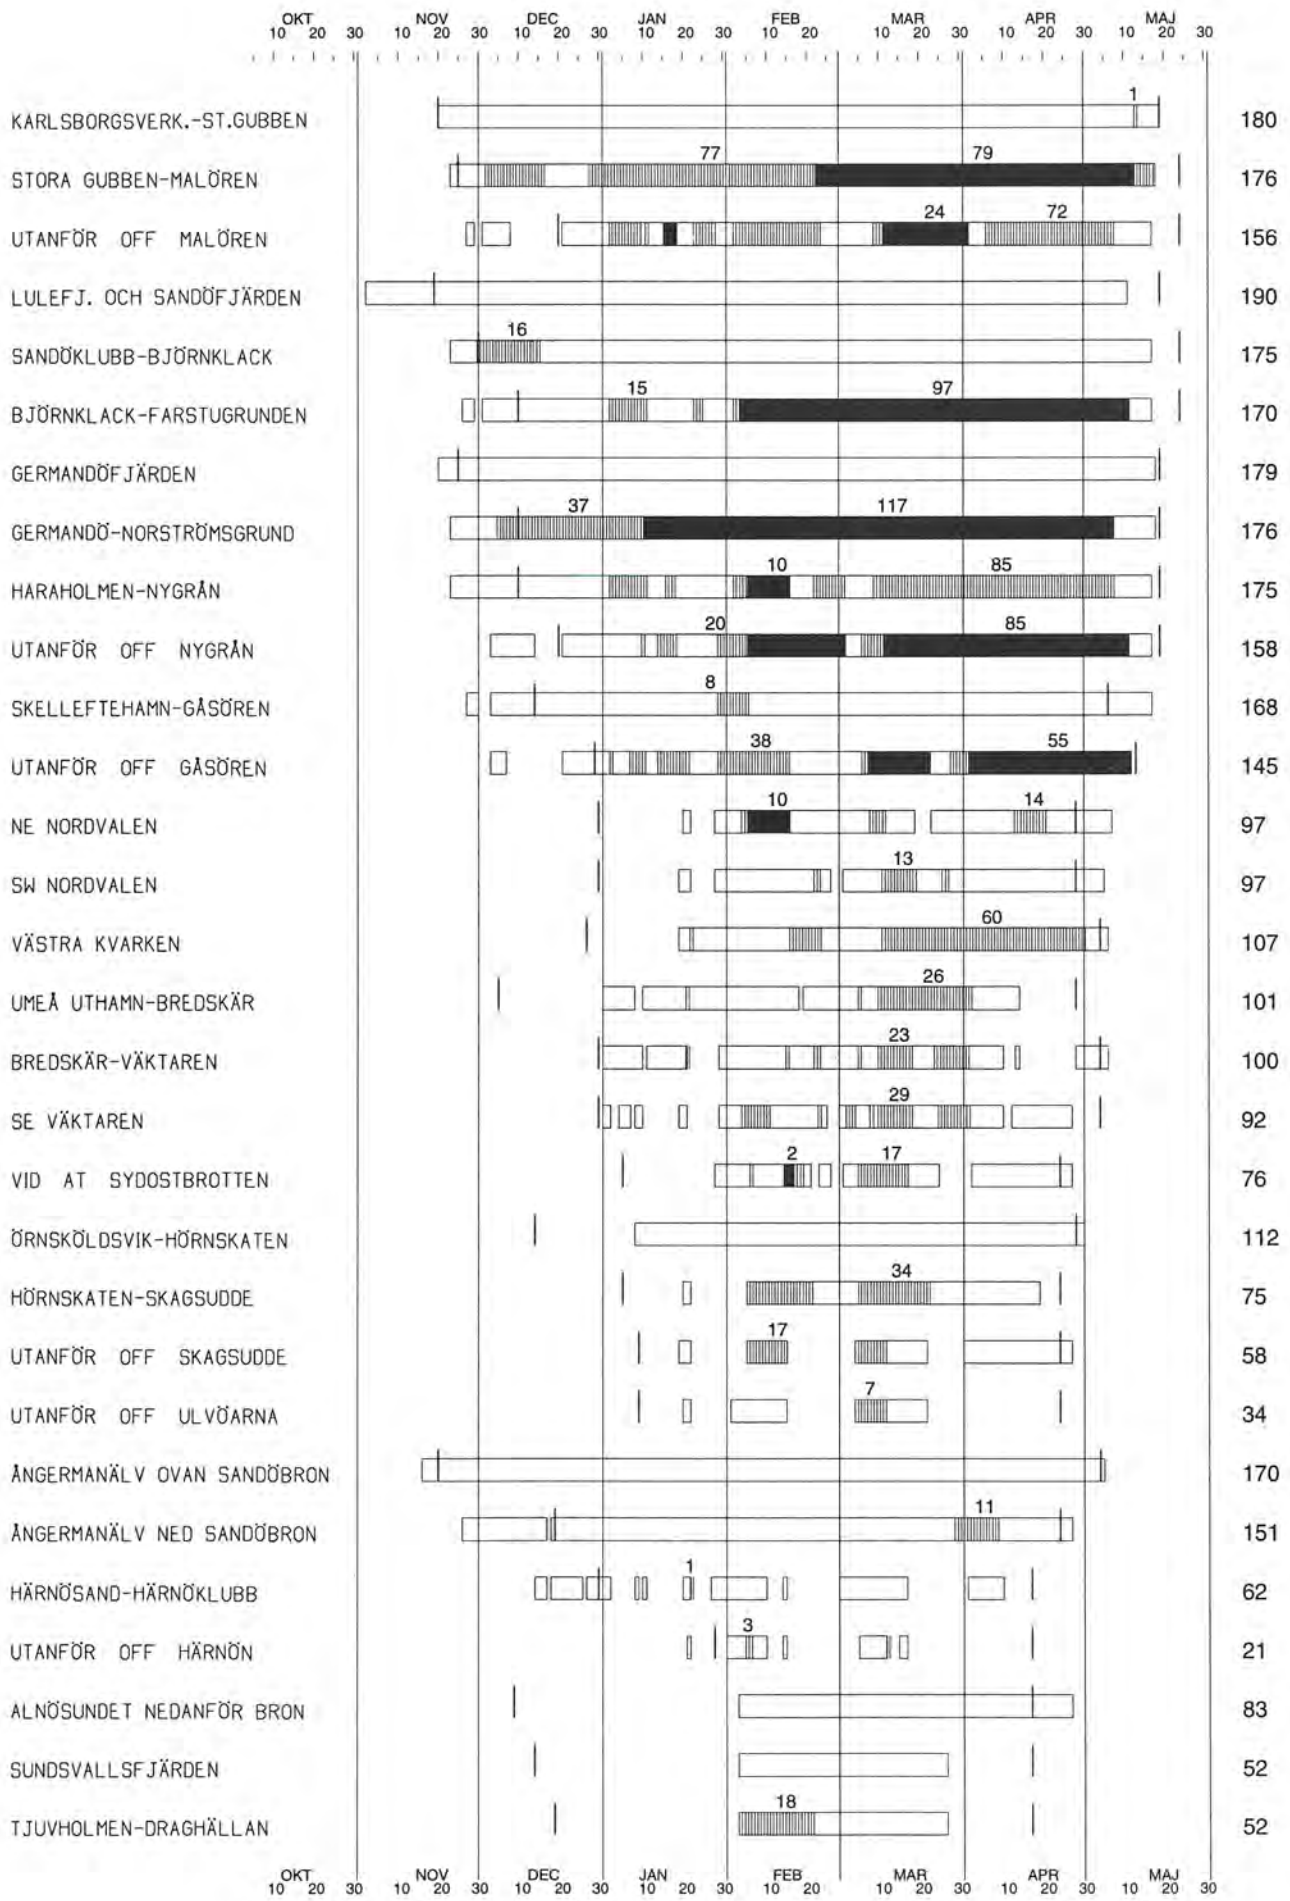 OKT NOV DEC JAN FEB MAR APR MAJ
10 20 30 10 20 30 10 20 30 10 20 10 20 10 20 30 10 20 30 10 20 30
1
KARLSBORGSVERK.-ST.GUBBEN 180
77 79
STORA GUBBEN-MALÖREN 176
24 72
UTANFÖR OFF MALÖREN 156
LULEFJ. OCH SANDÖFJÄRDEN 190
16
SANDÖKLUBB-BJÖRNKLACK 175
15 97
BJÖRNKLACK-FARSTUGRUNDEN 170
GERMANDÖFJÄRDEN 179
37 117
GERMANDÖ-NORSTRÖMSGRUND 176
10 85
HARAHOLMEN-NYGRÅN 175
20 85
UTANFÖR OFF NYGRÅN 158
8
SKELLEFTEHAMN-GÅSÖREN 168
38 55
UTANFÖR OFF GÅSÖREN 145
10 14
NE NORDVALEN 97
13
SW NORDVALEN 97
60
VÄSTRA KVARKEN 107
26
UMEÅ UTHAMN-BREDSKÄR 101
23
BREDSKÄR-VÄKTAREN 100
29
SE VÄKTAREN 92
2 17
VID AT SYDOSTBROTTEN 76
ÖRNSKÖLDSVIK-HÖRNSKATEN 112
34
HÖRNSKATEN-SKAGSUDDE 75
17
UTANFÖR OFF SKAGSUDDE 58
7
UTANFÖR OFF ULVÖARNA 34
ÅNGERMANÄLV OVAN SANDÖBRON 170
11
ÅNGERMANÄLV NED SANDÖBRON 151
1
HÄRNÖSAND-HÄRNÖKLUBB 62
3
UTANFÖR OFF HÄRNÖN 21
ALNÖSUNDET NEDANFÖR BRON 83
SUNDSVALLSFJÄRDEN 52
18
TJUVHOLMEN-DRAGHÄLLAN 52
OKT NOV DEC JAN FEB MAR APR MAJ
10 20 30 10 20 30 10 20 30 10 20 30 10 20 10 20 30 10 20 30 10 20 30